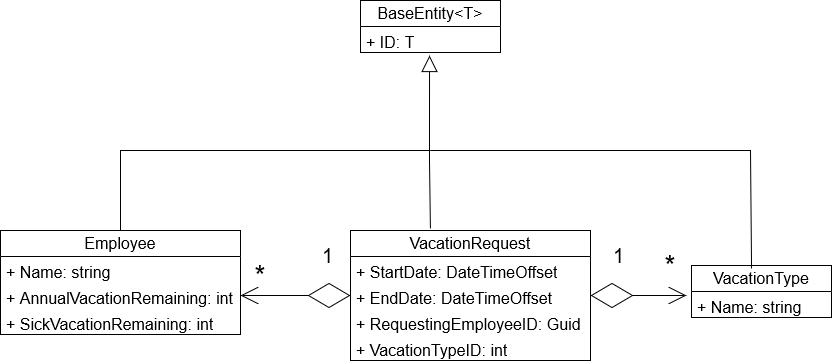 BaseEntity<T>
+ ID: T
Employee
+ Name: string
+ AnnualVacationRemaining: int
+ SickVacationRemaining: int
*
1
VacationRequest
+ StartDate: DateTimeOffset
+ EndDate: DateTimeOffset
+ RequestingEmployeeID: Guid
+ VacationTypeID: int
1
*
VacationType
+ Name: string